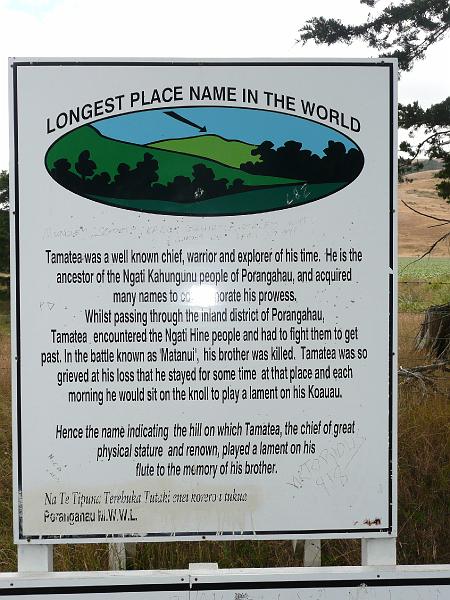 LONGEST PLACE NAME IN THE WORLD
Tamatea was a well known chief, warrior and explorer of his time. He is the
ancestor of the Ngati Kahungunu people of Porangahau, and acquired
many names to commemorate his prowess.
Whilst passing through the inland district of Porangahau,
Tamatea encountered the Ngati Hine people and had to fight them to get
past. In the battle known as 'Matanui', his brother was killed. Tamatea was so
grieved at his loss that he stayed for some time at that place and each
morning he would sit on the knoll to play a lament on his Koauau.
Hence the name indicating the hill on which Tamatea, the chief of great
physical stature and renown, played a lament on his
flute to the memory of his brother.
Na Te Tipuna Terebuka Tutaki enei korero i tukua
Porangahau M.W.W.L.